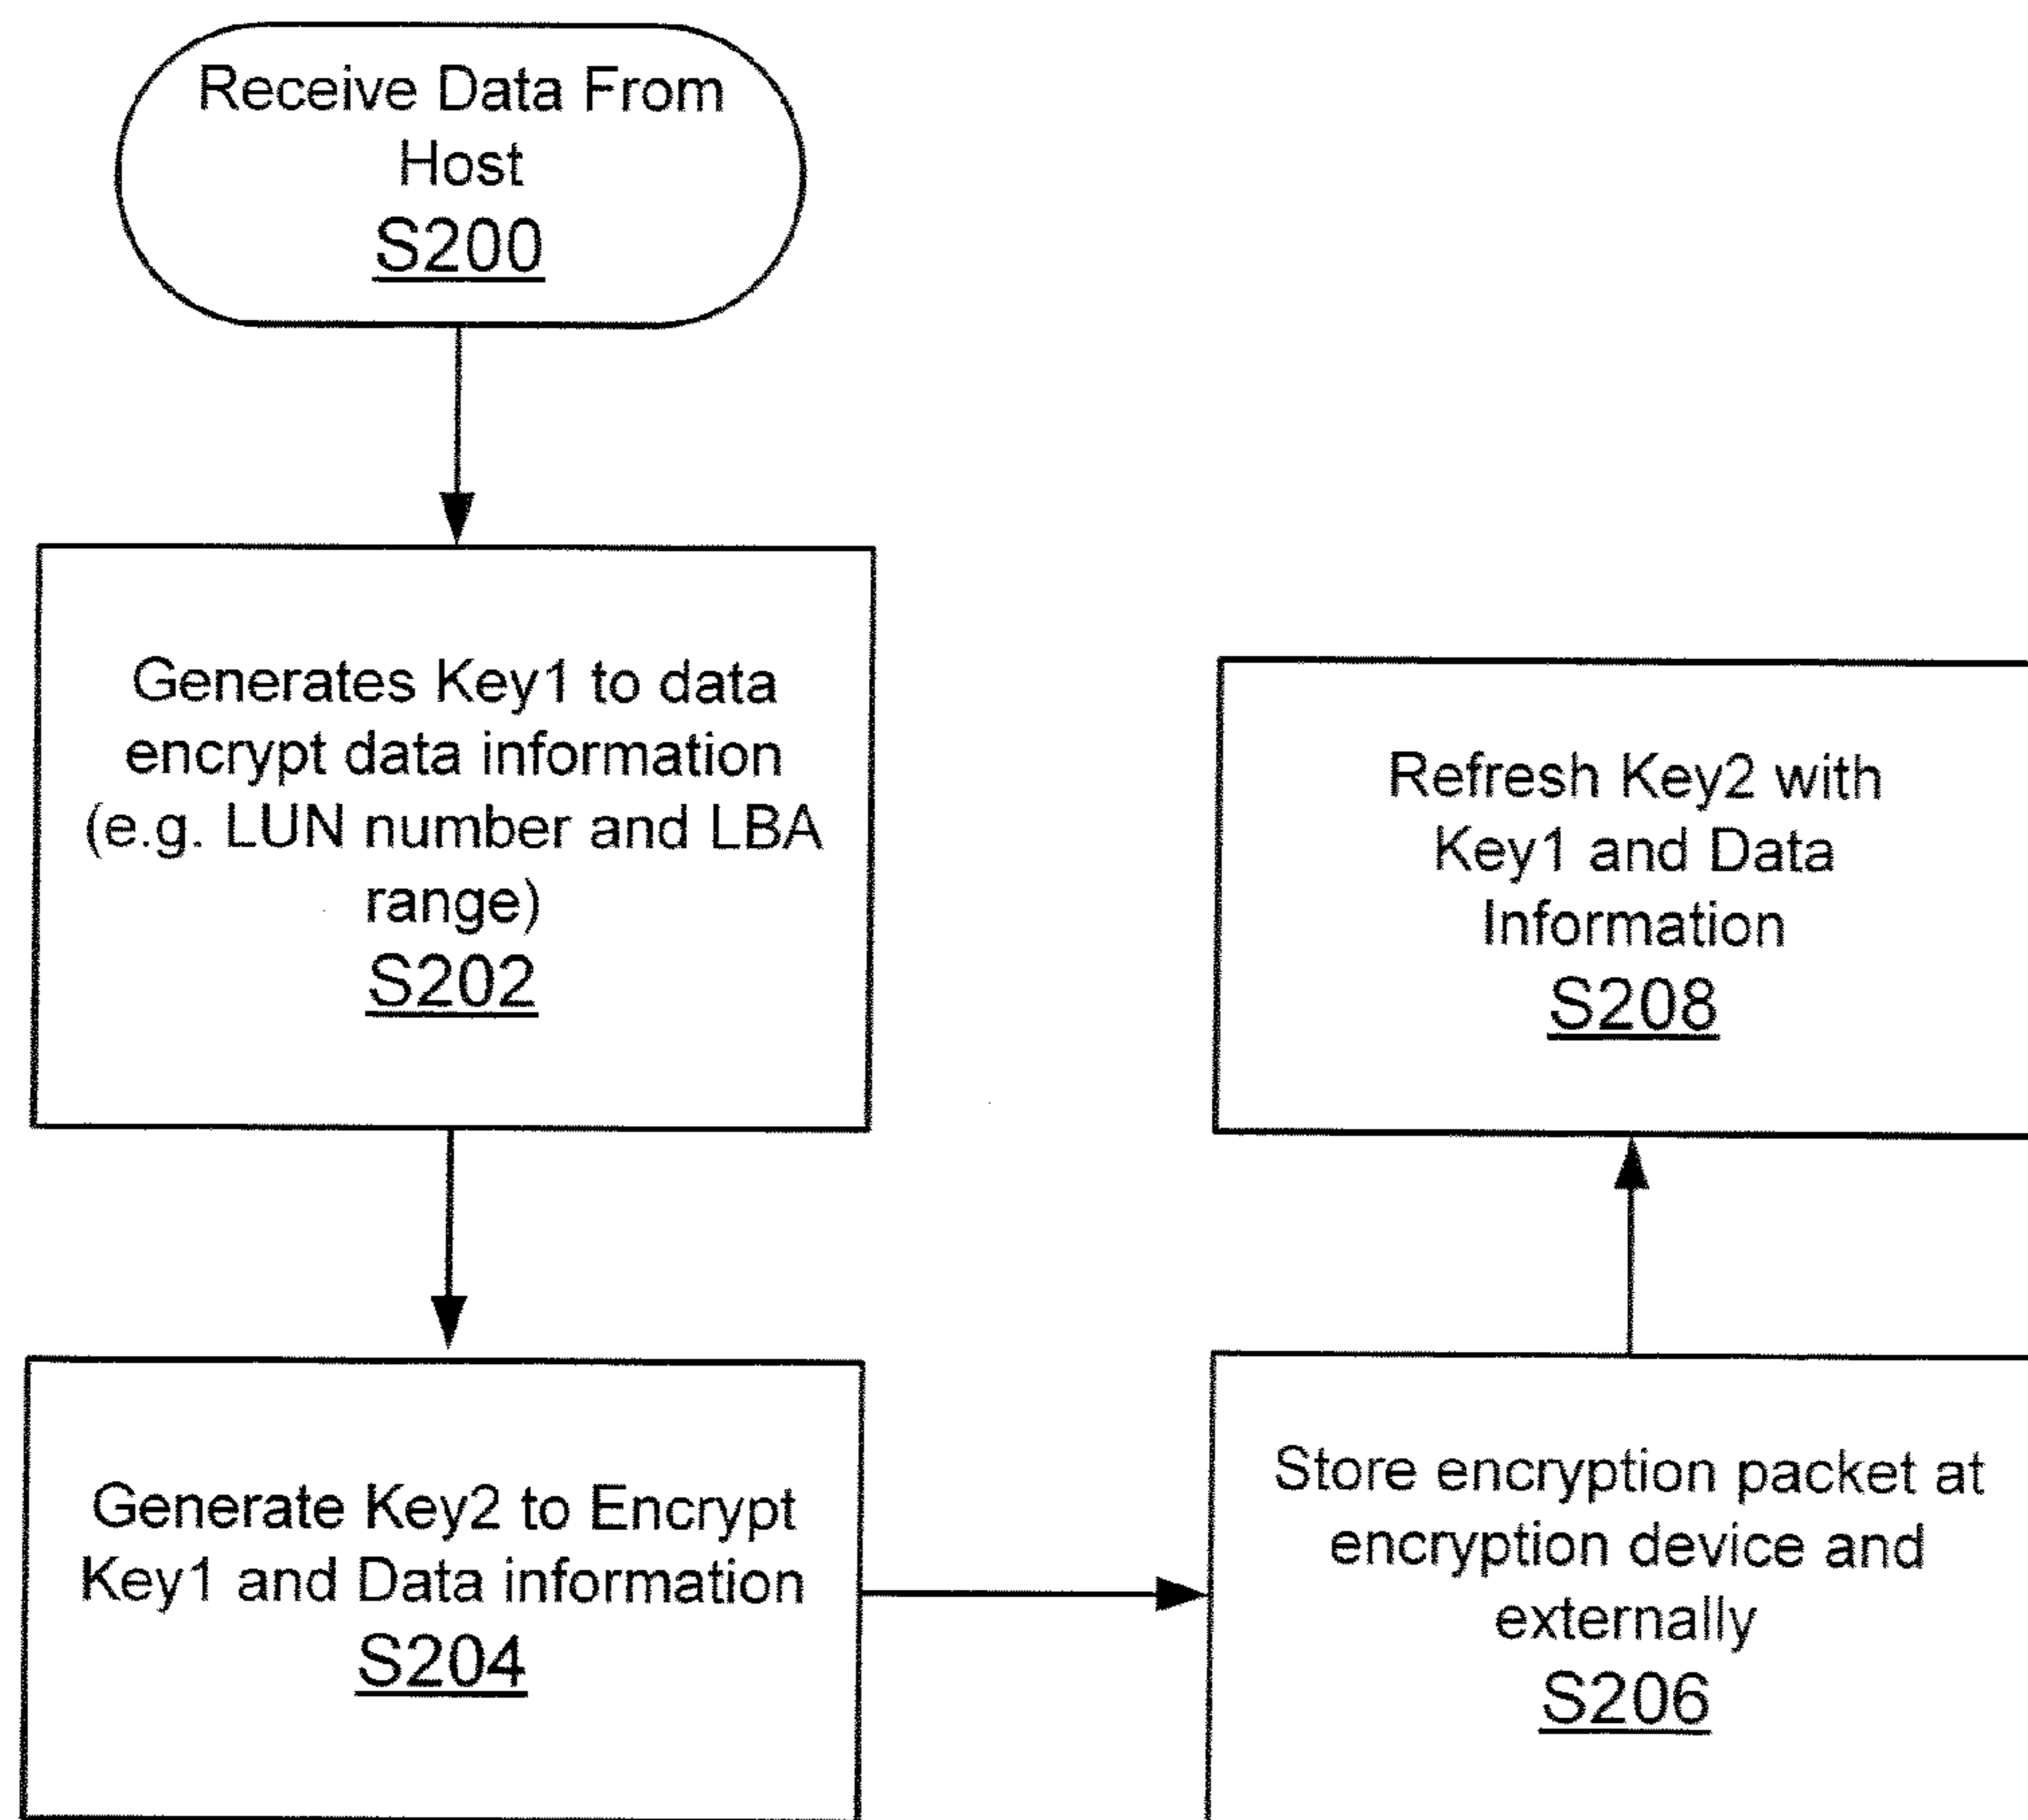 Receive Data From
Host
S200
Generates Key1 to data
encrypt data information
(e.g. LUN number and LBA
range)
S202
Generate Key2 to Encrypt
Key1 and Data information
S204
Store encryption packet at
encryption device and
externally
S206
Refresh Key2 with
Key1 and Data
Information
S208